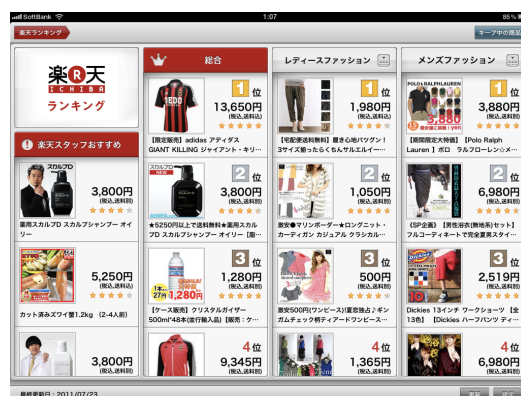 SoftBank
1:07
85%
楽天ランキング
キープ中の商品
楽R天
ICHIBA
ランキング
楽天スタッフおすすめ
3,800円
(税込,送料別)
薬用スカルプD スカルプシャンプー オイ
リー
5,250円
(税込,送料別)
カット済みズワイ蟹1.2kg (2-4人前)
3,800円
(税込,送料別)
総合
1位
13,650円
(税込,送料込)
【限定販売】adidas アディダス
GIANT KILLING ジャイアント・キリ…
2位
3,800円
(税込,送料別)
★5250円以上で送料無料★薬用スカル
プD スカルプシャンプー オイリー【脂…
3位
1,280円
(税込,送料別)
【ケース販売】クリスタルガイザー
500ml*48本(並行輸入品)【販売：ケ…
4位
9,345円
(税込,送料別)
レディースファッション
1位
1,980円
(税込,送料込)
【宅配便送料無料】履き心地バツグン！
3サイズ揃ったらくちんサルエルイー…
2位
1,050円
(税込,送料別)
激安●マリンボーダー★ロングニット・
カーディガン カジュアル クラシカル…
3位
500円
(税込,送料別)
激安500円(ワンピース)夏恋独占♪ギン
ガムチェック柄ティアードワンピース…
4位
1,365円
(税込,送料別)
メンズファッション
POLO RALPH LAUREN
3,880
1位
3,880円
(税込,送料別)
【期間限定大特価】【Polo Ralph
Lauren 】ポロ ラルフローレン☆メ…
2位
6,980円
(税込,送料別)
《SP企画》【男性浴衣(無地系)セット】
フルコーディネートで完全夏男スタイ…
3位
2,519円
(税込,送料別)
Dickies 13インチ ワークショーツ【全
13色】【Dickies ハーフパンツ ディ…
4位
6,980円
(税込,送料別)
最終更新日：2011/07/23